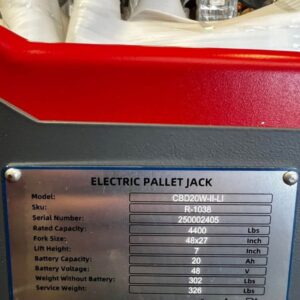 ELECTRIC PALLET JACK
Model: CBD20W-II-LI
Sku: R-1038
Serial Number: 250002405
Rated Capacity: 4400 Lbs
Fork Size: 48x27 Inch
Lift Height: 7 Inch
Battery Capacity: 20 Ah
Battery Voltage: 48 V
Weight Without Battery: 302 Lbs
Service Weight: 326 Lbs